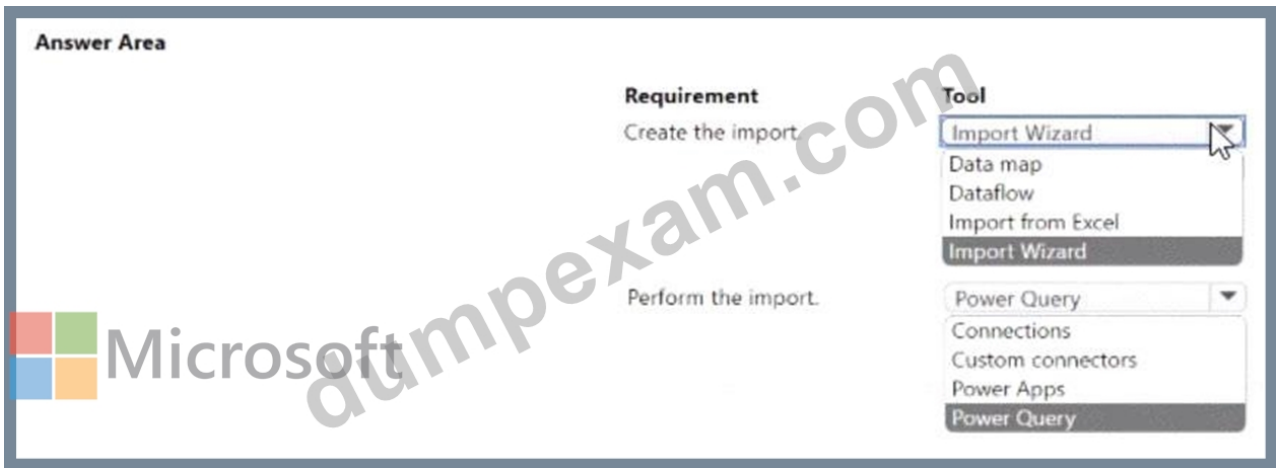 Answer Area
Requirement
Tool
Create the import.
Import Wizard
Data map
Dataflow
Import from Excel
Import Wizard
Perform the import.
Power Query
Connections
Custom connectors
Power Apps
Power Query
Microsoft
dumpexam.com